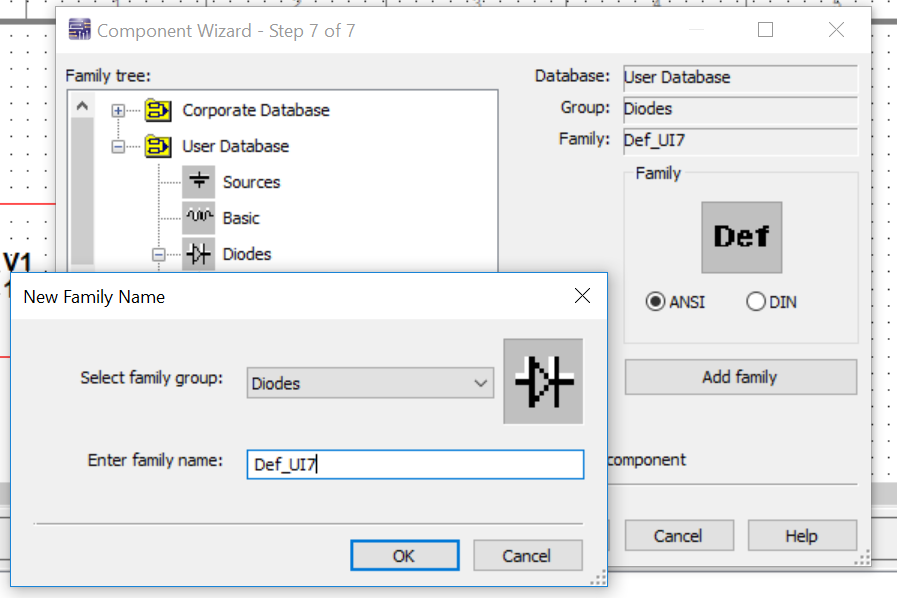 Component Wizard - Step 7 of 7
Family tree:
Corporate Database
User Database
Sources
Basic
Diodes
Database: User Database
Group: Diodes
Family: Def_UI7
Family
Def
ANSI DIN
Add family
component
Cancel Help
V1
New Family Name
Select family group: Diodes
Enter family name: Def_UI7
OK Cancel